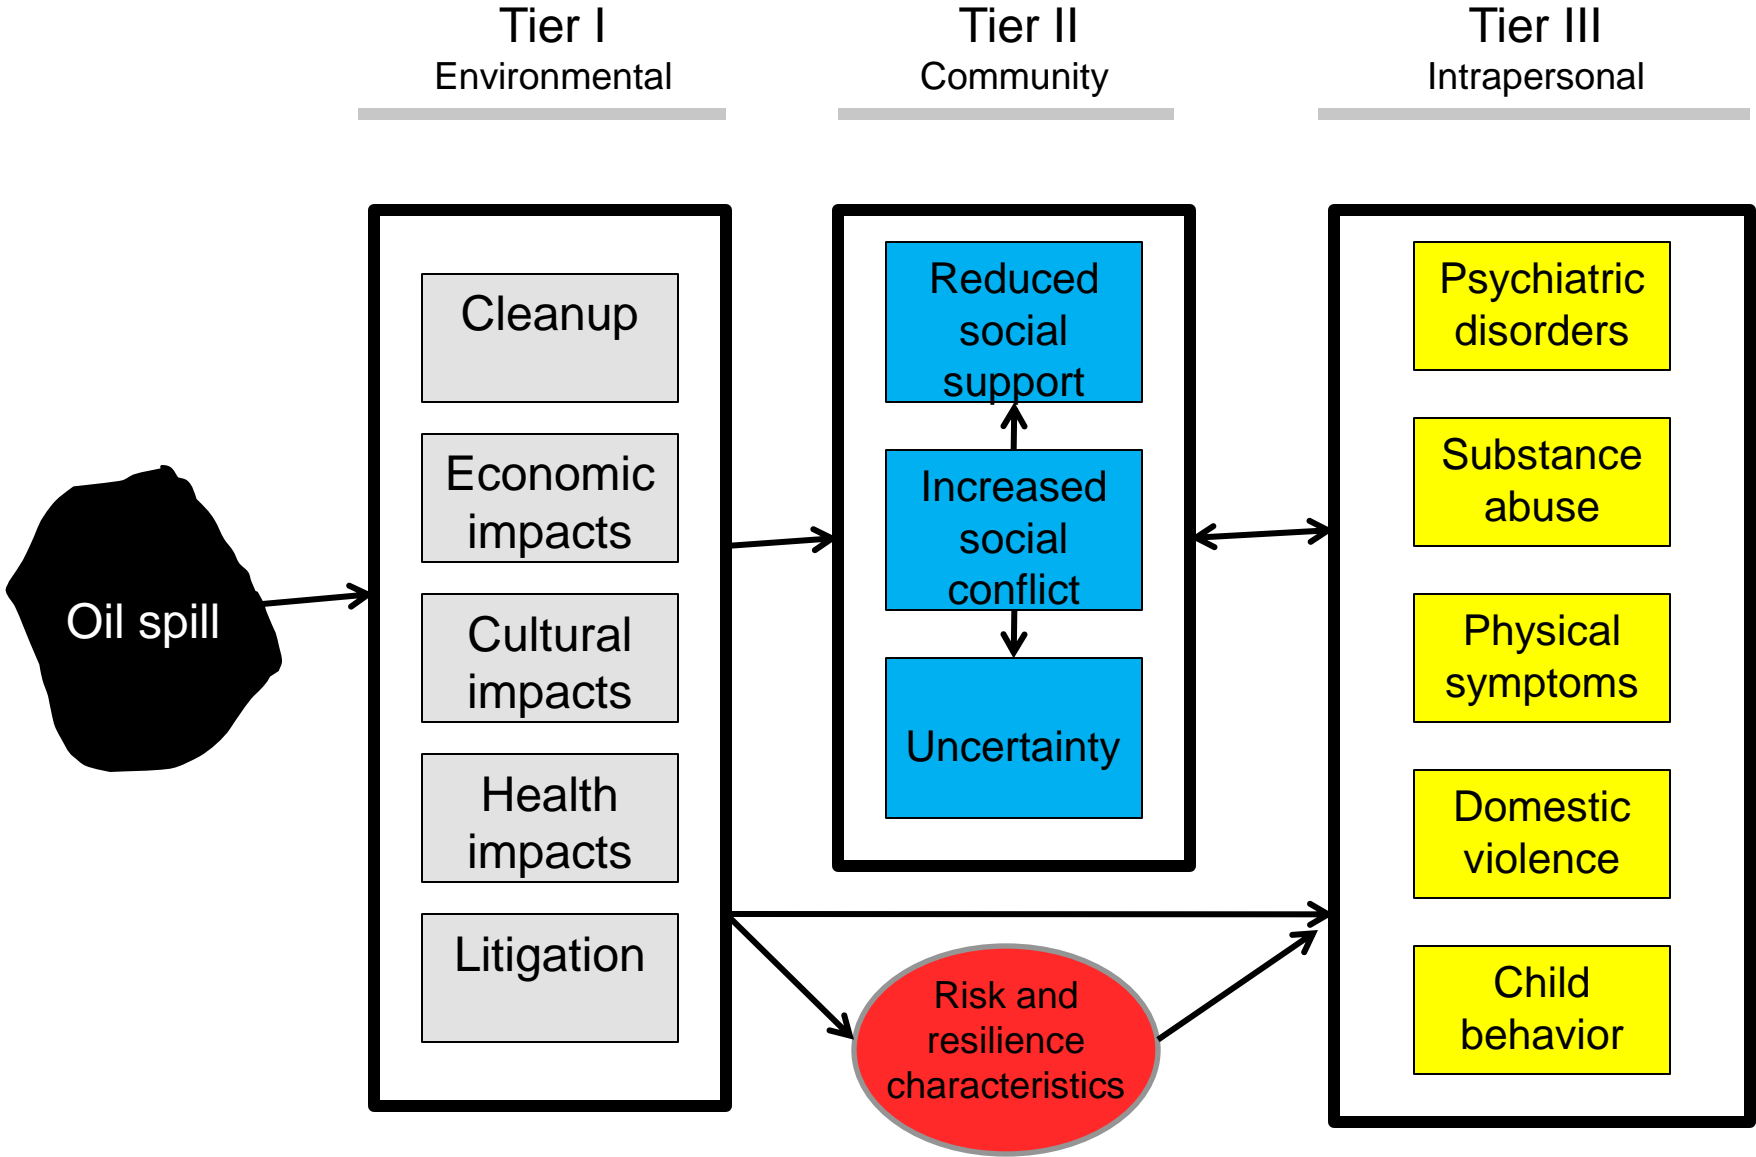 Tier I
Environmental
Tier II
Community
Tier III
Intrapersonal
Oil spill
Cleanup
Economic
impacts
Cultural
impacts
Health
impacts
Litigation
Reduced
social
support
Increased
social
conflict
Uncertainty
Risk and
resilience
characteristics
Psychiatric
disorders
Substance
abuse
Physical
symptoms
Domestic
violence
Child
behavior